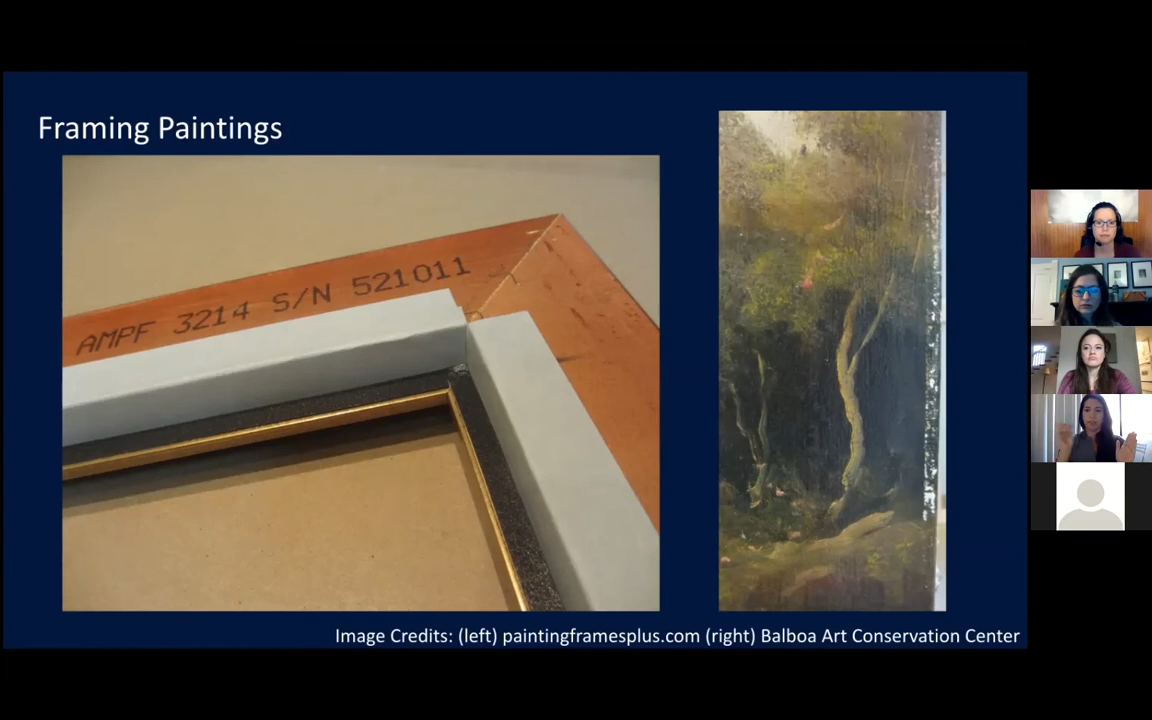 Framing Paintings
AMPF 3214 S/N 521011
Image Credits: (left) paintingframesplus.com (right) Balboa Art Conservation Center